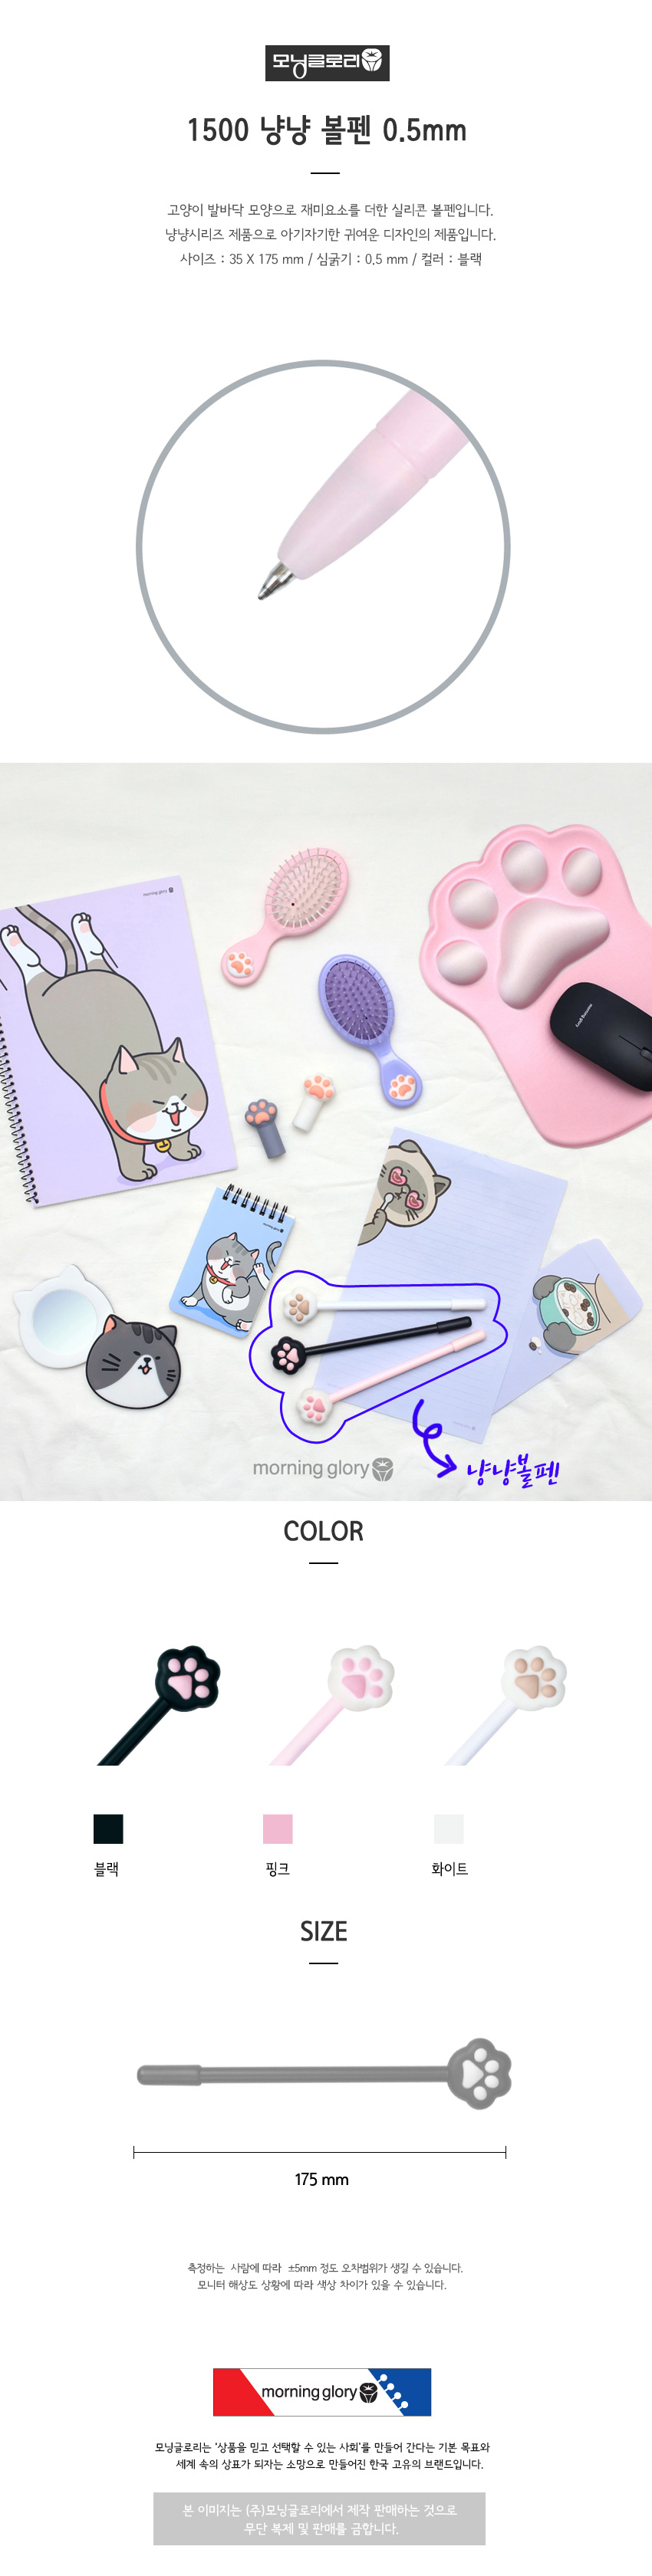 모닝글로리
1500 냥냥 볼펜 0.5mm
고양이 발바닥 모양으로 재미요소를 더한 실리콘 볼펜입니다.
냥냥시리즈 제품으로 아기자기한 귀여운 디자인의 제품입니다.
사이즈 : 35 X 175 mm / 심굵기 : 0.5 mm / 컬러 : 블랙
morning glory
morning glory
냥냥볼펜
COLOR
블랙
핑크
화이트
SIZE
175 mm
측정하는 사람에 따라 ±5mm 정도 오차범위가 생길 수 있습니다.
모니터 해상도 상황에 따라 색상 차이가 있을 수 있습니다.
morning glory
모닝글로리는 '상품을 믿고 선택할 수 있는 사회'를 만들어 간다는 기본 목표와
세계 속의 상표가 되자는 소망으로 만들어진 한국 고유의 브랜드입니다.
본 이미지는 (주)모닝글로리에서 제작 판매하는 것으로
무단 복제 및 판매를 금합니다.